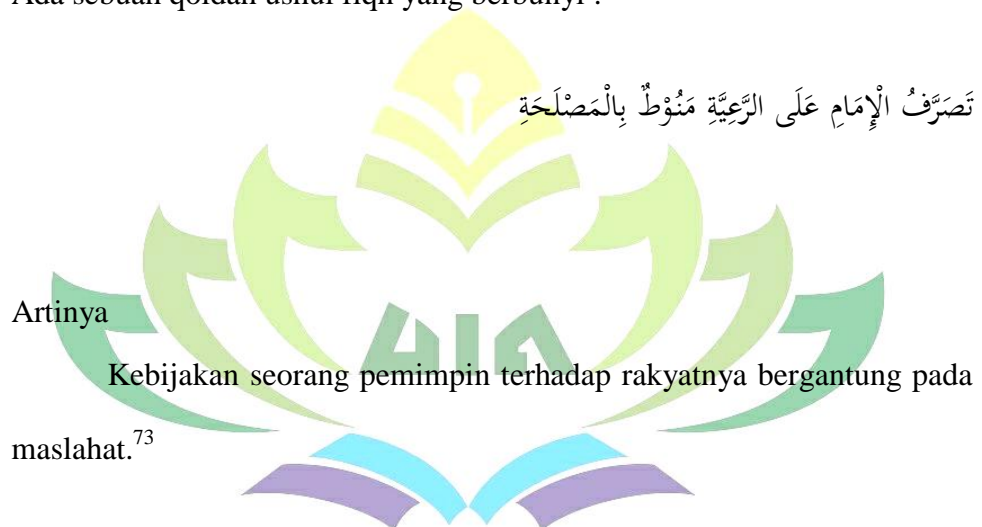 Ada sebuah qoidah ushul fiqh yang berbunyi :
تَصَرَّفُ الْإِمَامِ عَلَى الرَّعِيَّةِ مَنُوْطٌ بِالْمَصْلَحَةِ
Artinya
UIN
Kebijakan seorang pemimpin terhadap rakyatnya bergantung pada
maslahat.73